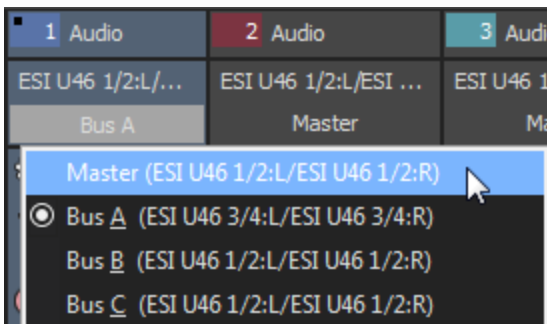 1 Audio 2 Audio 3 Audi
ESI U46 1/2:L/... ESI U46 1/2:L/ESI ... ESI U46 1
Bus A Master Ma
Master (ESI U46 1/2:L/ESI U46 1/2:R)
Bus A (ESI U46 3/4:L/ESI U46 3/4:R)
Bus B (ESI U46 1/2:L/ESI U46 1/2:R)
Bus C (ESI U46 1/2:L/ESI U46 1/2:R)